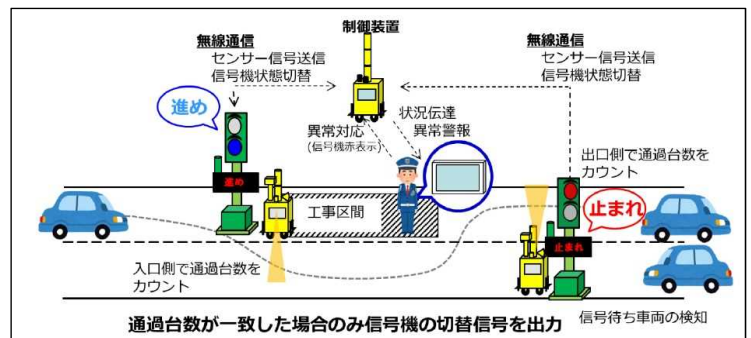 制御装置
無線通信
センサー信号送信
信号機状態切替
無線通信
センサー信号送信
信号機状態切替
進め
異常対応
(信号機赤表示)
状況伝達
異常警報
出口側で通過台数を
カウント
進め
工事区間
止まれ
止まれ
入口側で通過台数を
カウント
信号待ち車両の検知
通過台数が一致した場合のみ信号機の切替信号を出力